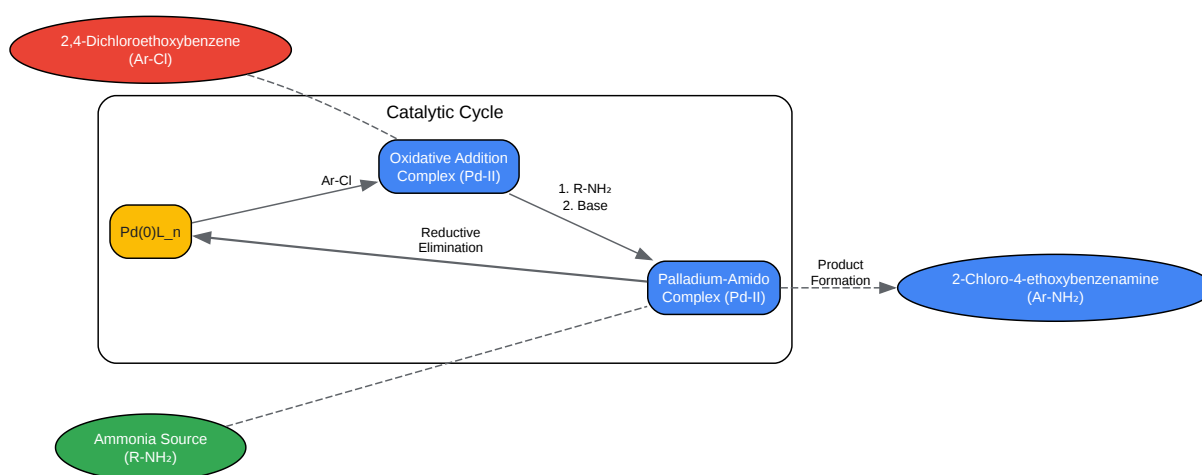 2,4-Dichloroethoxybenzene
(Ar-Cl)
Catalytic Cycle
Oxidative Addition
Complex (Pd-II)
Ar-Cl
1. R-NH₂
2. Base
Pd(0)L_n
Reductive
Elimination
Palladium-Amido
Complex (Pd-II)
Product
Formation
2-Chloro-4-ethoxybenzenamine
(Ar-NH₂)
Ammonia Source
(R-NH₂)